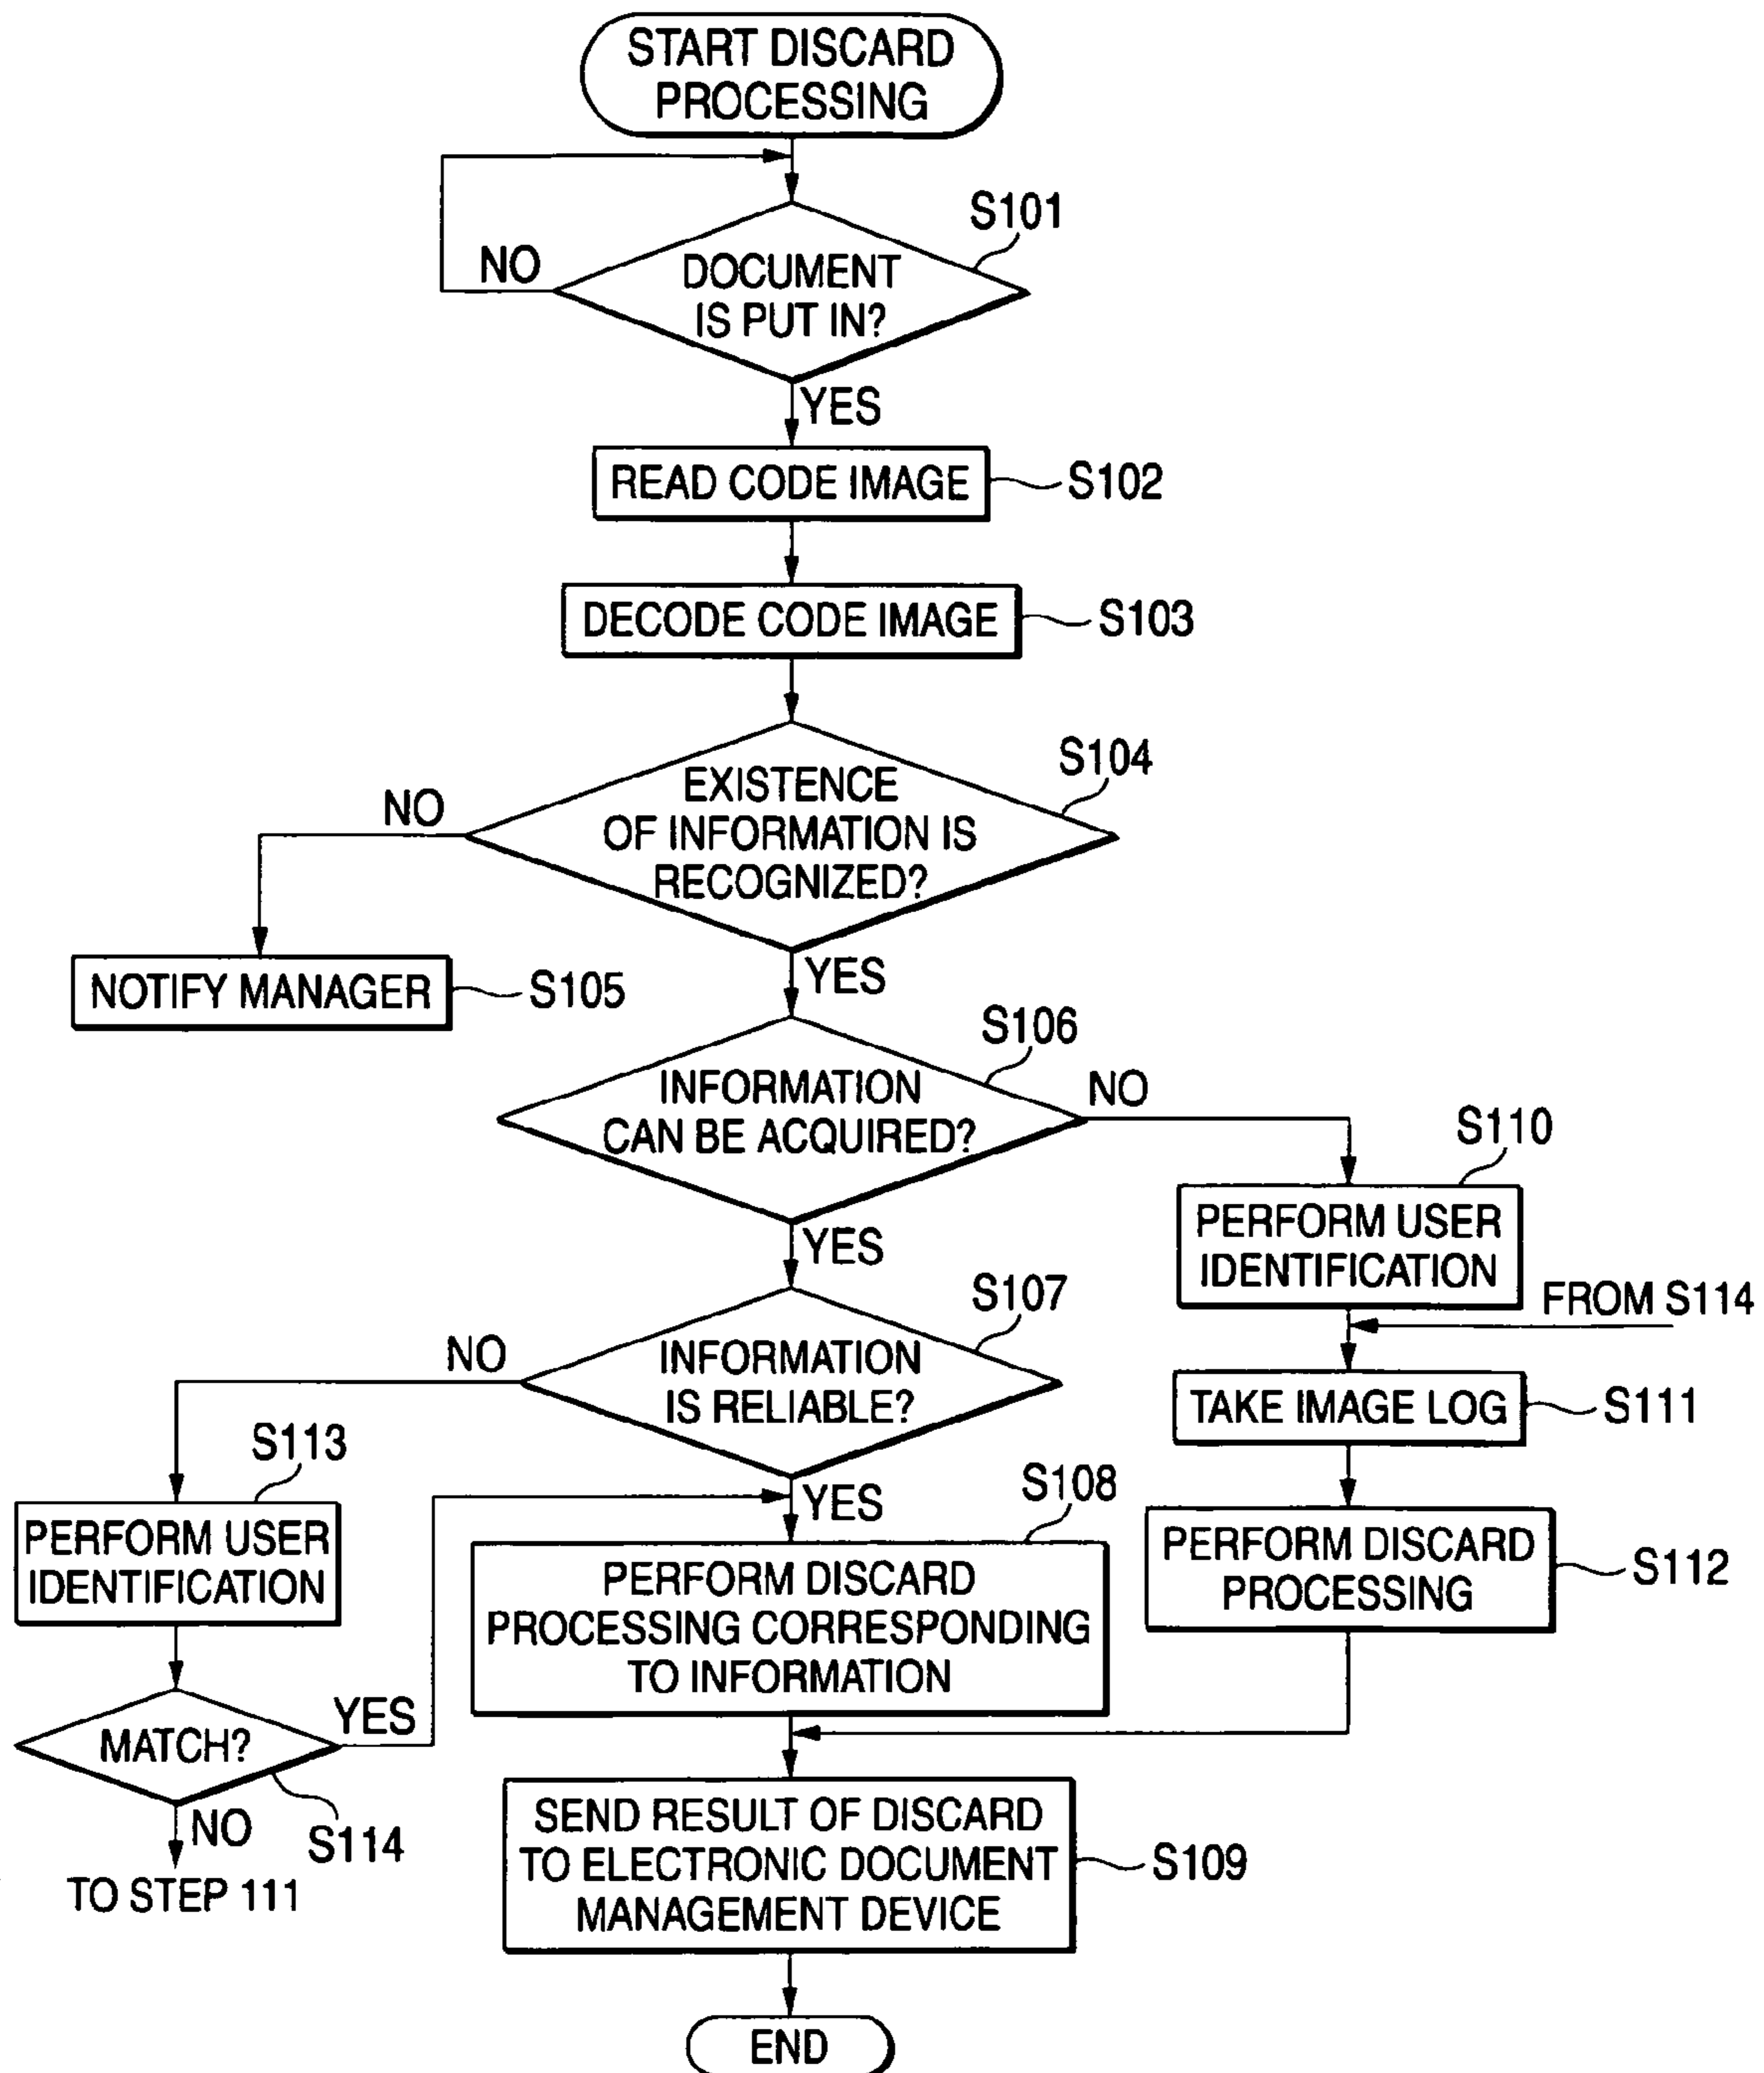 START DISCARD
PROCESSING
S101
NO
DOCUMENT
IS PUT IN?
YES
READ CODE IMAGE
S102
DECODE CODE IMAGE
S103
S104
NO
EXISTENCE
OF INFORMATION IS
RECOGNIZED?
NOTIFY MANAGER
S105
YES
S106
INFORMATION
CAN BE ACQUIRED?
NO
S110
PERFORM USER
IDENTIFICATION
YES
FROM S114
S107
NO
INFORMATION
IS RELIABLE?
TAKE IMAGE LOG
S111
S113
PERFORM USER
IDENTIFICATION
YES
S108
PERFORM DISCARD
PROCESSING CORRESPONDING
TO INFORMATION
PERFORM DISCARD
PROCESSING
S112
MATCH?
YES
NO
S114
TO STEP 111
SEND RESULT OF DISCARD
TO ELECTRONIC DOCUMENT
MANAGEMENT DEVICE
S109
END